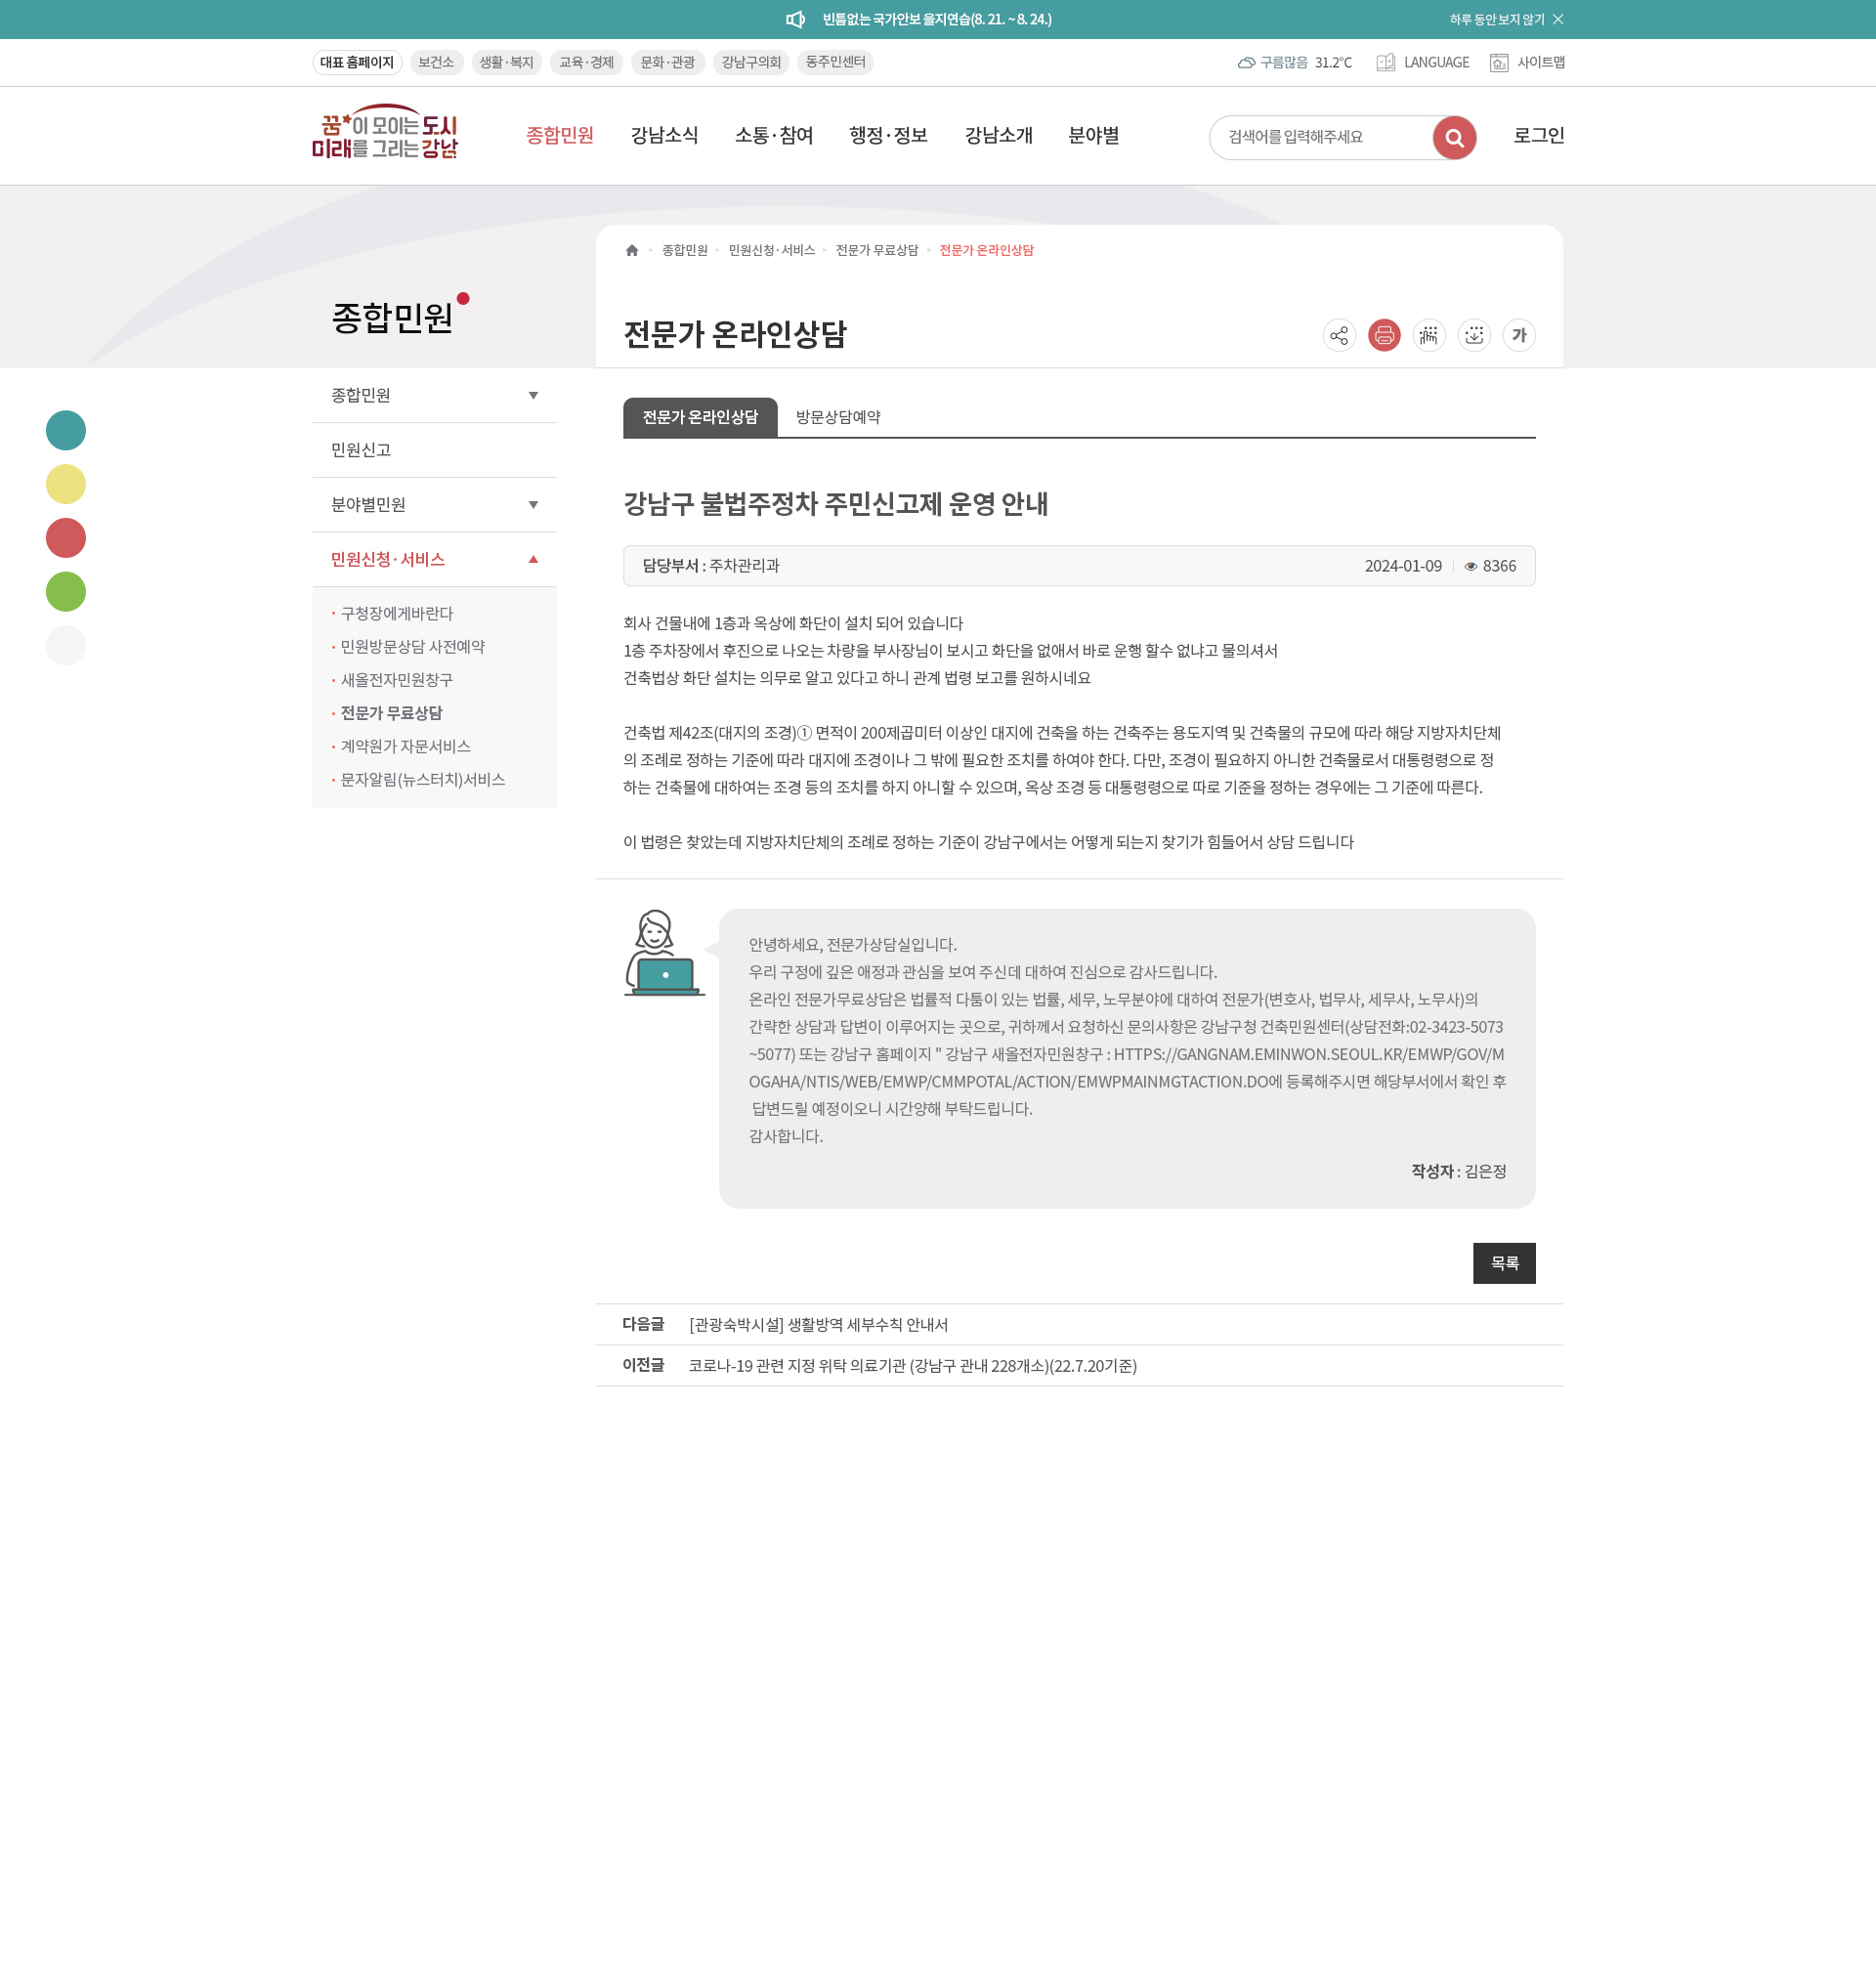 빈틈없는 국가안보 을지연습(8. 21. ~ 8. 24.)
하루 동안 보지 않기
대표 홈페이지 보건소 생활·복지 교육·경제 문화·관광 강남구의회 동주민센터
구름많음 31.2℃ LANGUAGE 사이트맵
꿈이 모이는 도시
미래를 그리는 강남
종합민원 강남소식 소통·참여 행정·정보 강남소개 분야별
검색어를 입력해주세요
로그인
종합민원 민원신청·서비스 전문가 무료상담 전문가 온라인상담
종합민원
전문가 온라인상담
가
종합민원
민원신고
분야별민원
민원신청·서비스
구청장에게바란다
민원방문상담 사전예약
새올전자민원창구
전문가 무료상담
계약원가 자문서비스
문자알림(뉴스터치)서비스
전문가 온라인상담 방문상담예약
강남구 불법주정차 주민신고제 운영 안내
담당부서 : 주차관리과 2024-01-09 8366
회사 건물내에 1층과 옥상에 화단이 설치 되어 있습니다
1층 주차장에서 후진으로 나오는 차량을 부사장님이 보시고 화단을 없애서 바로 운행 할수 없냐고 물의셔서
건축법상 화단 설치는 의무로 알고 있다고 하니 관계 법령 보고를 원하시네요
건축법 제42조(대지의 조경)① 면적이 200제곱미터 이상인 대지에 건축을 하는 건축주는 용도지역 및 건축물의 규모에 따라 해당 지방자치단체
의 조례로 정하는 기준에 따라 대지에 조경이나 그 밖에 필요한 조치를 하여야 한다. 다만, 조경이 필요하지 아니한 건축물로서 대통령령으로 정
하는 건축물에 대하여는 조경 등의 조치를 하지 아니할 수 있으며, 옥상 조경 등 대통령령으로 따로 기준을 정하는 경우에는 그 기준에 따른다.
이 법령은 찾았는데 지방자치단체의 조례로 정하는 기준이 강남구에서는 어떻게 되는지 찾기가 힘들어서 상담 드립니다
안녕하세요, 전문가상담실입니다.
우리 구정에 깊은 애정과 관심을 보여 주신데 대하여 진심으로 감사드립니다.
온라인 전문가무료상담은 법률적 다툼이 있는 법률, 세무, 노무분야에 대하여 전문가(변호사, 법무사, 세무사, 노무사)의
간략한 상담과 답변이 이루어지는 곳으로, 귀하께서 요청하신 문의사항은 강남구청 건축민원센터(상담전화:02-3423-5073
~5077) 또는 강남구 홈페이지 " 강남구 새올전자민원창구 : HTTPS://GANGNAM.EMINWON.SEOUL.KR/EMWP/GOV/M
OGAHA/NTIS/WEB/EMWP/CMMPOTAL/ACTION/EMWPMAINMGTACTION.DO에 등록해주시면 해당부서에서 확인 후
답변드릴 예정이오니 시간양해 부탁드립니다.
감사합니다.
작성자 : 김은정
목록
다음글 [관광숙박시설] 생활방역 세부수칙 안내서
이전글 코로나-19 관련 지정 위탁 의료기관 (강남구 관내 228개소)(22.7.20기준)